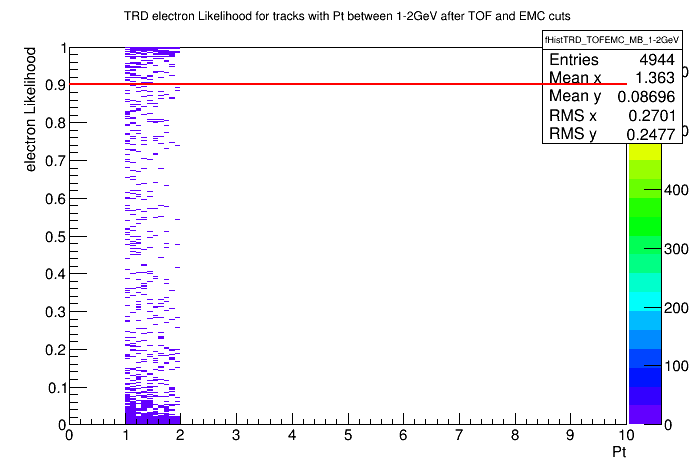 TRD electron Likelihood for tracks with Pt between 1-2GeV after TOF and EMC cuts
fHistTRD_TOFEMC_MB_1-2GeV
Entries 4944
Mean x 1.363
Mean y 0.08696
RMS x 0.2701
RMS y 0.2477
electron Likelihood
1
0.9
0.8
0.7
0.6
0.5
0.4
0.3
0.2
0.1
0
0 1 2 3 4 5 6 7 8 9 10
Pt
400
300
200
100
0